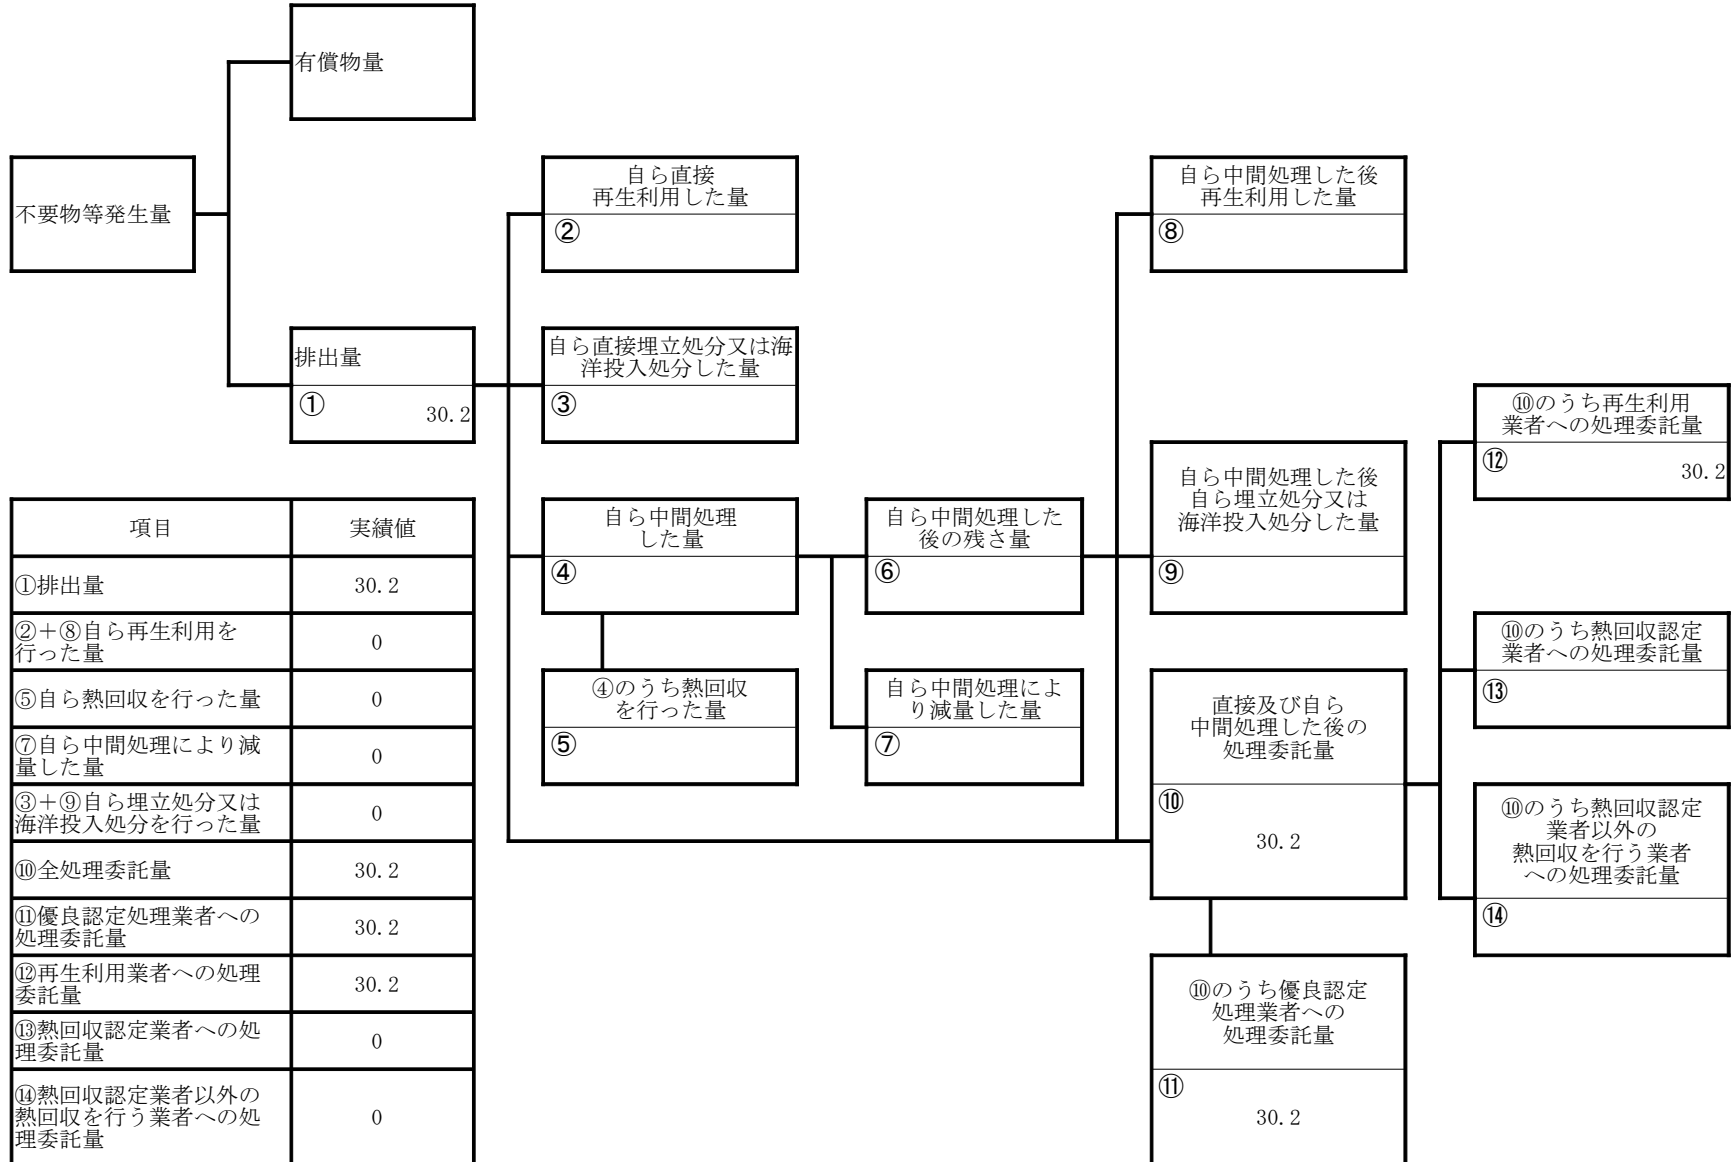 有償物量
不要物等発生量
自ら直接
再生利用した量
②
自ら中間処理した後
再生利用した量
⑧
排出量
①
30.2
自ら直接埋立処分又は海
洋投入処分した量
③
⑩のうち再生利用
業者への処理委託量
⑫
30.2
自ら中間処理
した量
④
自ら中間処理した
後の残さ量
⑥
自ら中間処理した後
自ら埋立処分又は
海洋投入処分した量
⑨
⑩のうち熱回収認定
業者への処理委託量
⑬
④のうち熱回収
を行った量
⑤
自ら中間処理によ
り減量した量
⑦
直接及び自ら
中間処理した後の
処理委託量
⑩
30.2
⑩のうち熱回収認定
業者以外の
熱回収を行う業者
への処理委託量
⑭
⑩のうち優良認定
処理業者への
処理委託量
⑪
30.2
項目 実績値
①排出量 30.2
②＋⑧自ら再生利用を
行った量 0
⑤自ら熱回収を行った量 0
⑦自ら中間処理により減
量した量 0
③＋⑨自ら埋立処分又は
海洋投入処分を行った量 0
⑩全処理委託量 30.2
⑪優良認定処理業者への
処理委託量 30.2
⑫再生利用業者への処理
委託量 30.2
⑬熱回収認定業者への処
理委託量 0
⑭熱回収認定業者以外の
熱回収を行う業者への処
理委託量 0